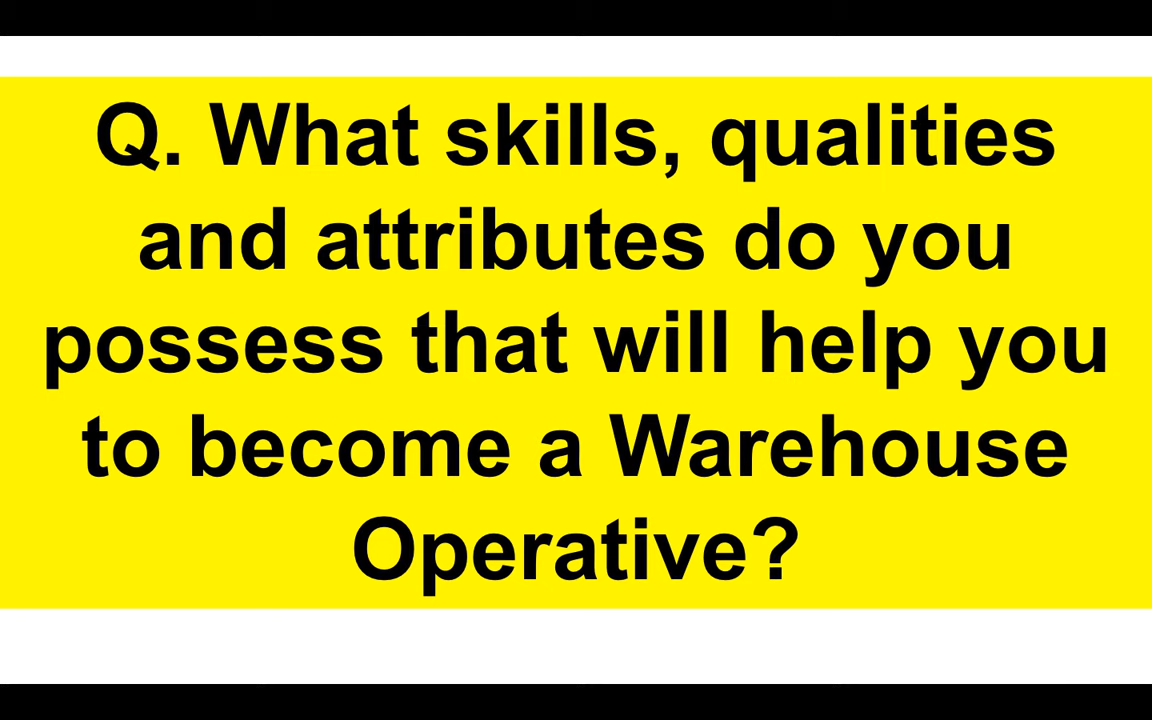 Q. What skills, qualities
and attributes do you
possess that will help you
to become a Warehouse
Operative?